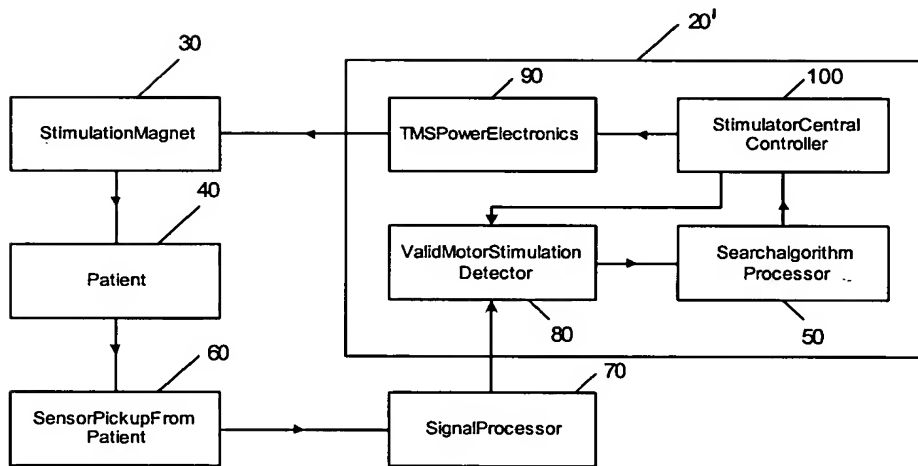 20'
30
90
100
StimulationMagnet
TMSPowerElectronics
StimulatorCentral
Controller
40
Patient
ValidMotorStimulation
Detector
Searchalgorithm
Processor
80
50
60
70
SensorPickupFrom
Patient
SignalProcessor